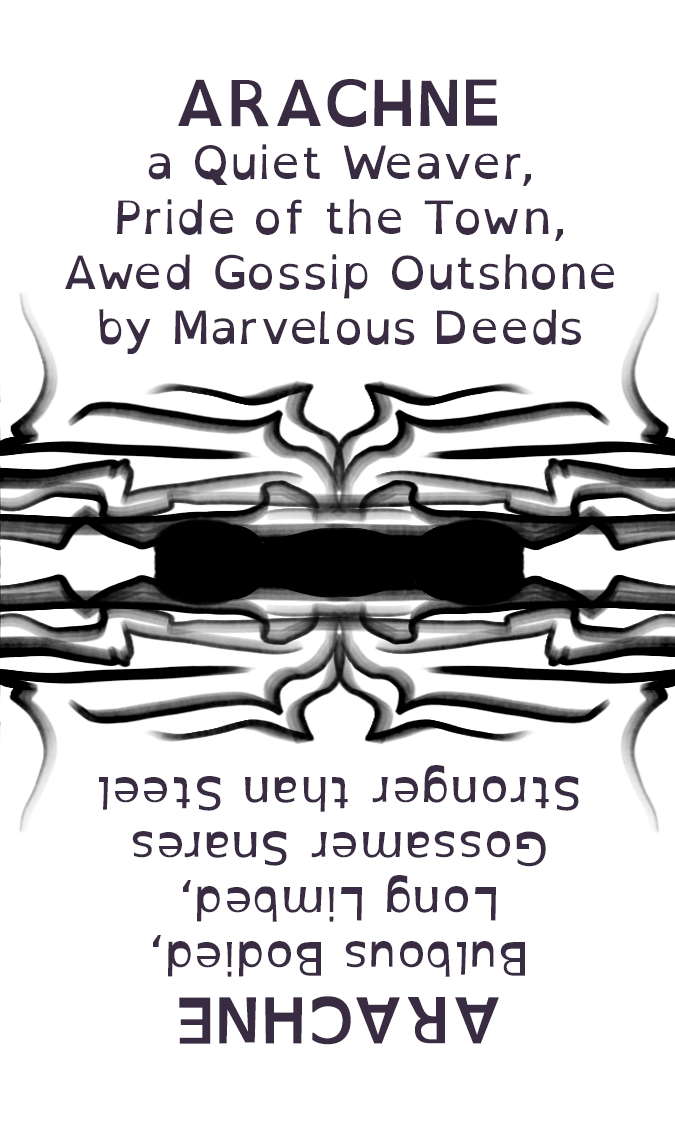 ARACHNE
a Quiet Weaver,
Pride of the Town,
Awed Gossip Outshone
by Marvelous Deeds
ARACHNE
Bulbous Bodied,
Long Limbed,
Gossamer Snares
Stronger than Steel